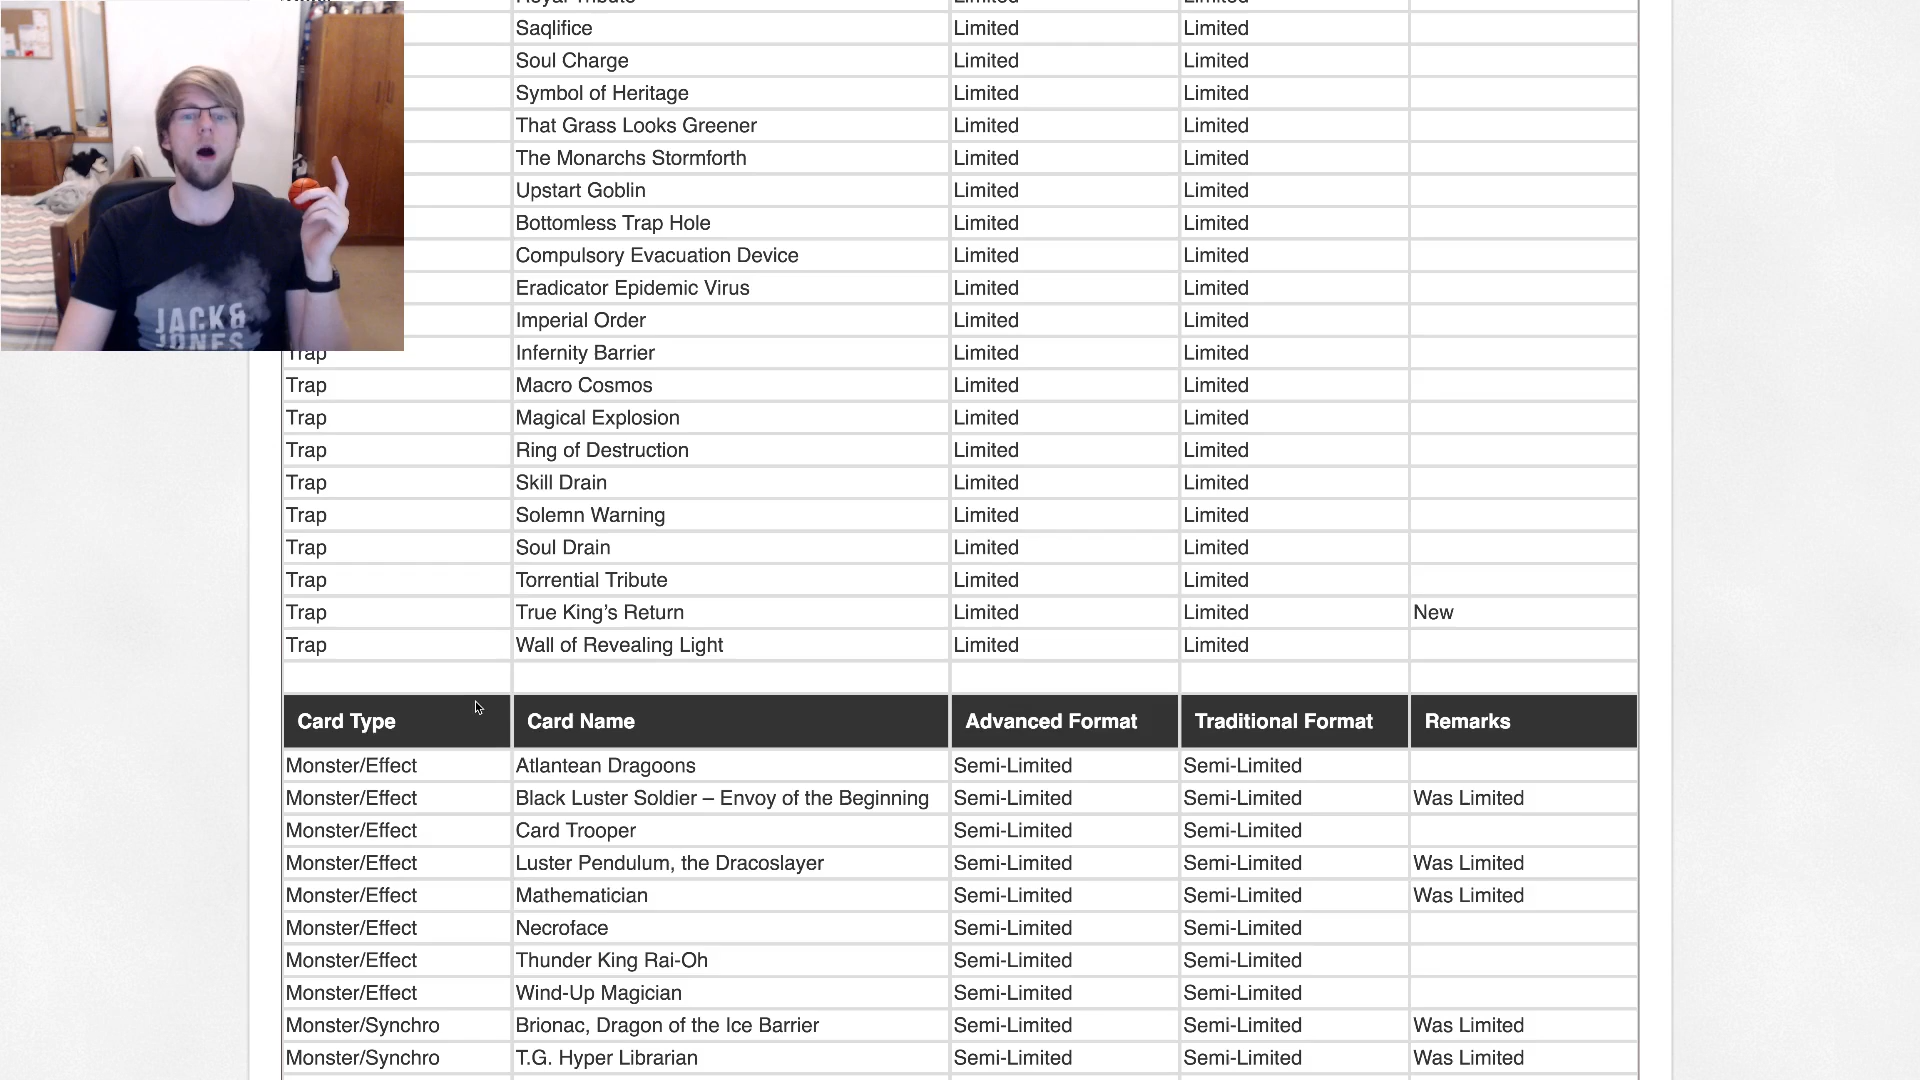 Saqlifice Limited Limited
Soul Charge Limited Limited
Symbol of Heritage Limited Limited
That Grass Looks Greener Limited Limited
The Monarchs Stormforth Limited Limited
Upstart Goblin Limited Limited
Bottomless Trap Hole Limited Limited
Compulsory Evacuation Device Limited Limited
Eradicator Epidemic Virus Limited Limited
Imperial Order Limited Limited
JACK&
JONES
Trap Infernity Barrier Limited Limited
Trap Macro Cosmos Limited Limited
Trap Magical Explosion Limited Limited
Trap Ring of Destruction Limited Limited
Trap Skill Drain Limited Limited
Trap Solemn Warning Limited Limited
Trap Soul Drain Limited Limited
Trap Torrential Tribute Limited Limited
Trap True King’s Return Limited Limited New
Trap Wall of Revealing Light Limited Limited
Card Type Card Name Advanced Format Traditional Format Remarks
Monster/Effect Atlantean Dragoons Semi-Limited Semi-Limited
Monster/Effect Black Luster Soldier – Envoy of the Beginning Semi-Limited Semi-Limited Was Limited
Monster/Effect Card Trooper Semi-Limited Semi-Limited
Monster/Effect Luster Pendulum, the Dracoslayer Semi-Limited Semi-Limited Was Limited
Monster/Effect Mathematician Semi-Limited Semi-Limited Was Limited
Monster/Effect Necroface Semi-Limited Semi-Limited
Monster/Effect Thunder King Rai-Oh Semi-Limited Semi-Limited
Monster/Effect Wind-Up Magician Semi-Limited Semi-Limited
Monster/Synchro Brionac, Dragon of the Ice Barrier Semi-Limited Semi-Limited Was Limited
Monster/Synchro T.G. Hyper Librarian Semi-Limited Semi-Limited Was Limited